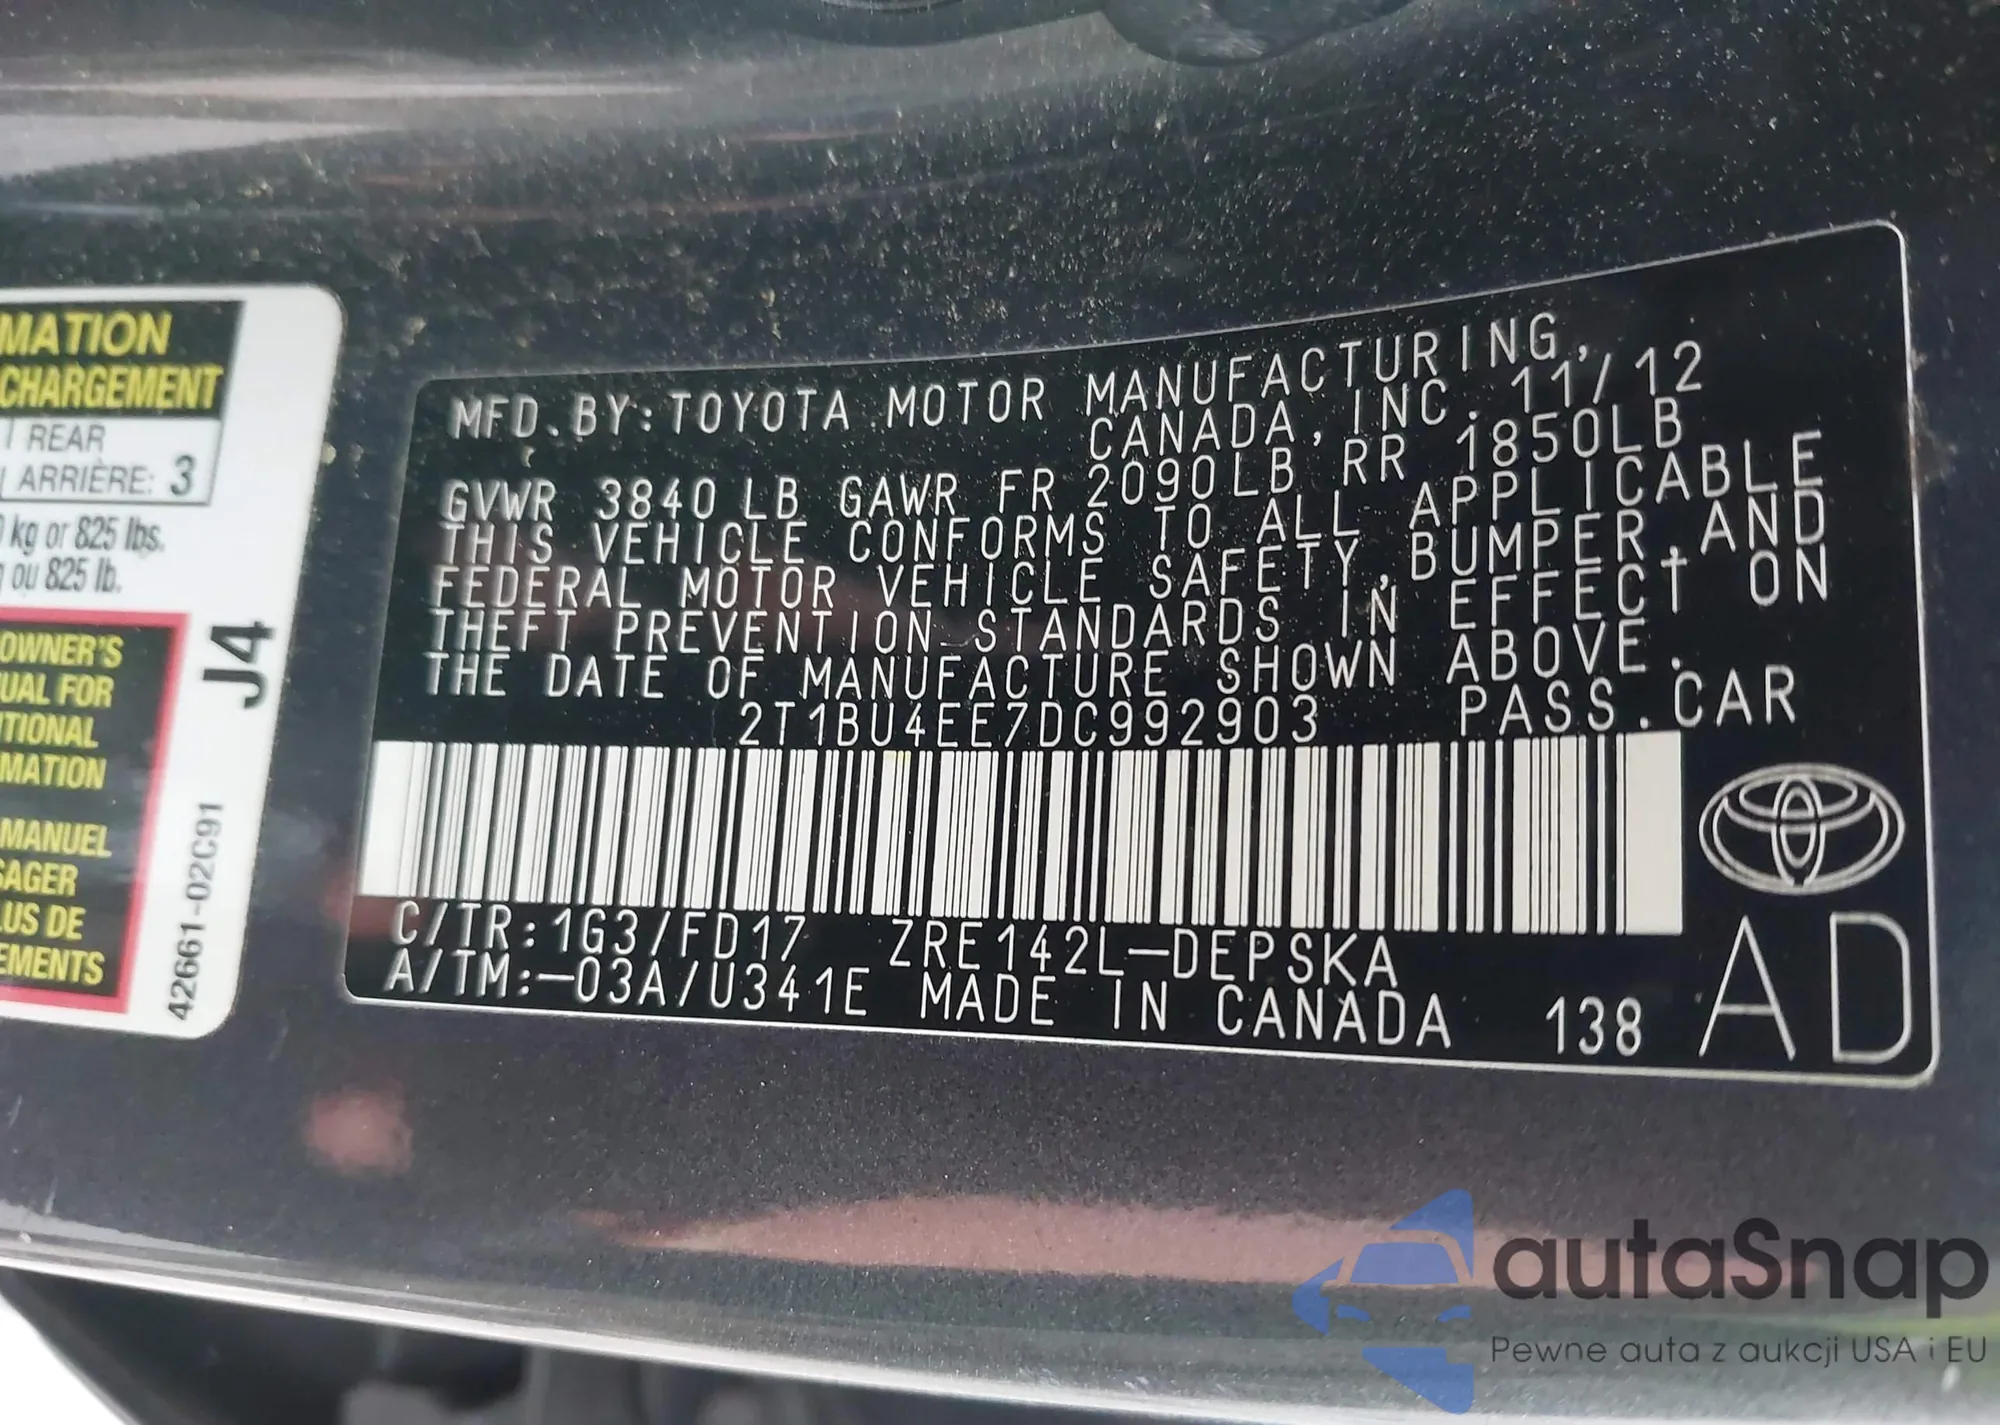 MATION
CHARGEMENT
REAR
ARRIÈRE: 3
kg or 825 lbs.
ou 825 lb.
OWNER'S
UAL FOR
TIONAL
MATION
MANUEL
SAGER
LUS DE
EMENTS
J4
42661-02C91
MFD. BY: TOYOTA MOTOR MANUFACTURING,
CANADA, INC. 11/12
GVWR 3840 LB GAWR FR 2090LB RR 1850LB
THIS VEHICLE CONFORMS TO ALL APPLICABLE
FEDERAL MOTOR VEHICLE SAFETY, BUMPER, AND
THEFT PREVENTION STANDARDS IN EFFECT ON
THE DATE OF MANUFACTURE SHOWN ABOVE.
2T1BU4EE7DC992903 PASS. CAR
C/TR: 1G3/FD17 ZRE142L-DEPSKA
A/TM:-03A/U341E MADE IN CANADA 138
AD
autaSnap
Pewne auta z aukcji USA i EU